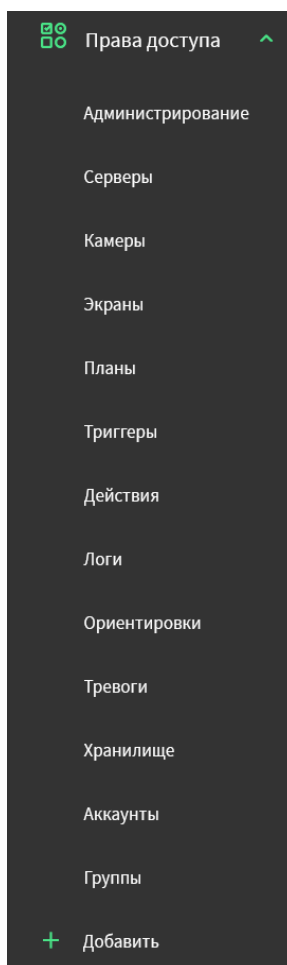 Права доступа
Администрирование
Серверы
Камеры
Экраны
Планы
Триггеры
Действия
Логи
Ориентировки
Тревоги
Хранилище
Аккаунты
Группы
+ Добавить